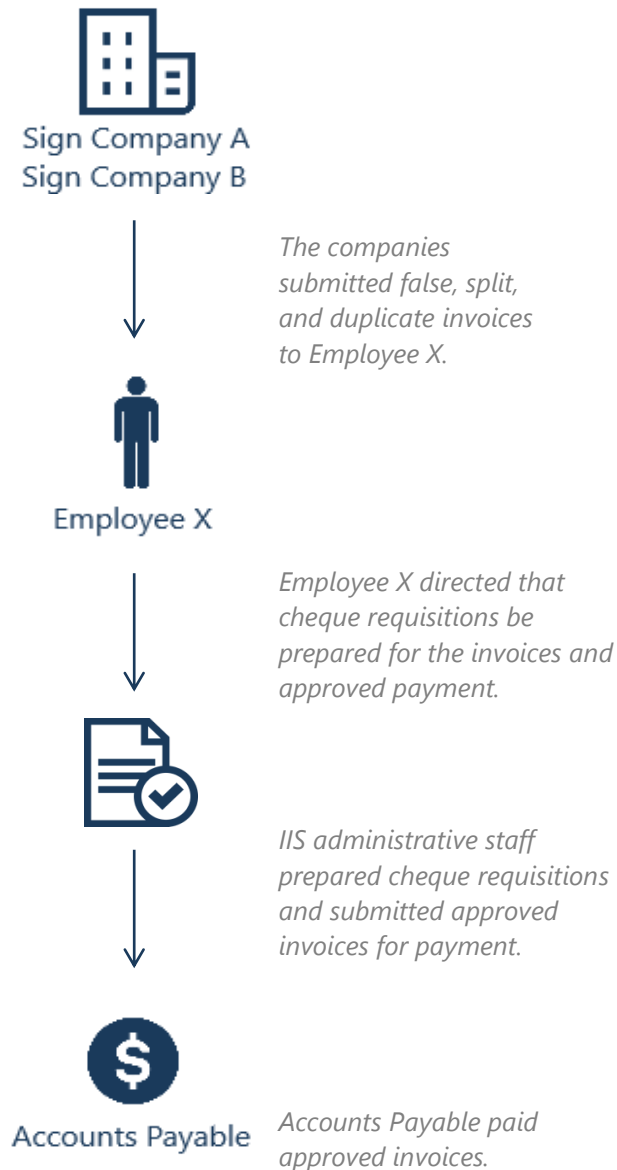 Sign Company A
Sign Company B
The companies
submitted false, split,
and duplicate invoices
to Employee X.
Employee X
Employee X directed that
cheque requisitions be
prepared for the invoices and
approved payment.
IIS administrative staff
prepared cheque requisitions
and submitted approved
invoices for payment.
$
Accounts Payable
Accounts Payable paid
approved invoices.